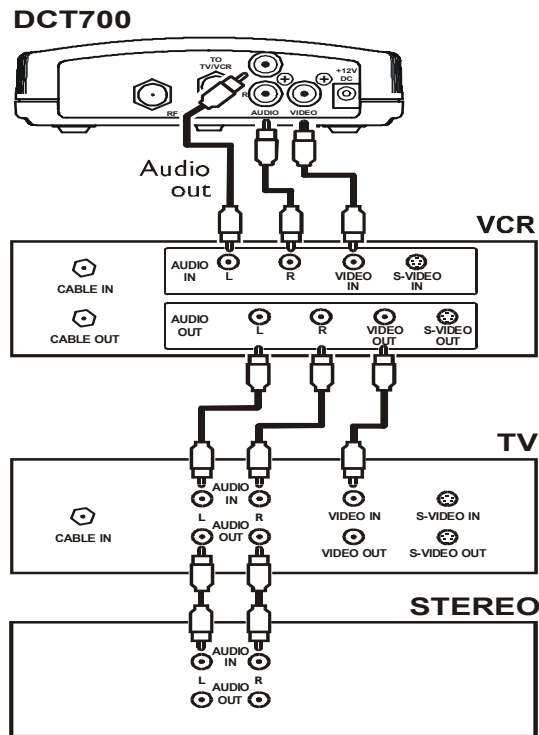 DCT700
TO
TV/VCR
+12V
DC
R
RF
AUDIO VIDEO
Audio
out
VCR
AUDIO
IN
L R VIDEO
IN
S-VIDEO
IN
CABLE IN
AUDIO
OUT
L R VIDEO
OUT
S-VIDEO
OUT
CABLE OUT
TV
AUDIO
IN
L R
VIDEO IN S-VIDEO IN
AUDIO
OUT
CABLE IN
VIDEO OUT S-VIDEO OUT
STEREO
AUDIO
IN
L R
AUDIO
OUT